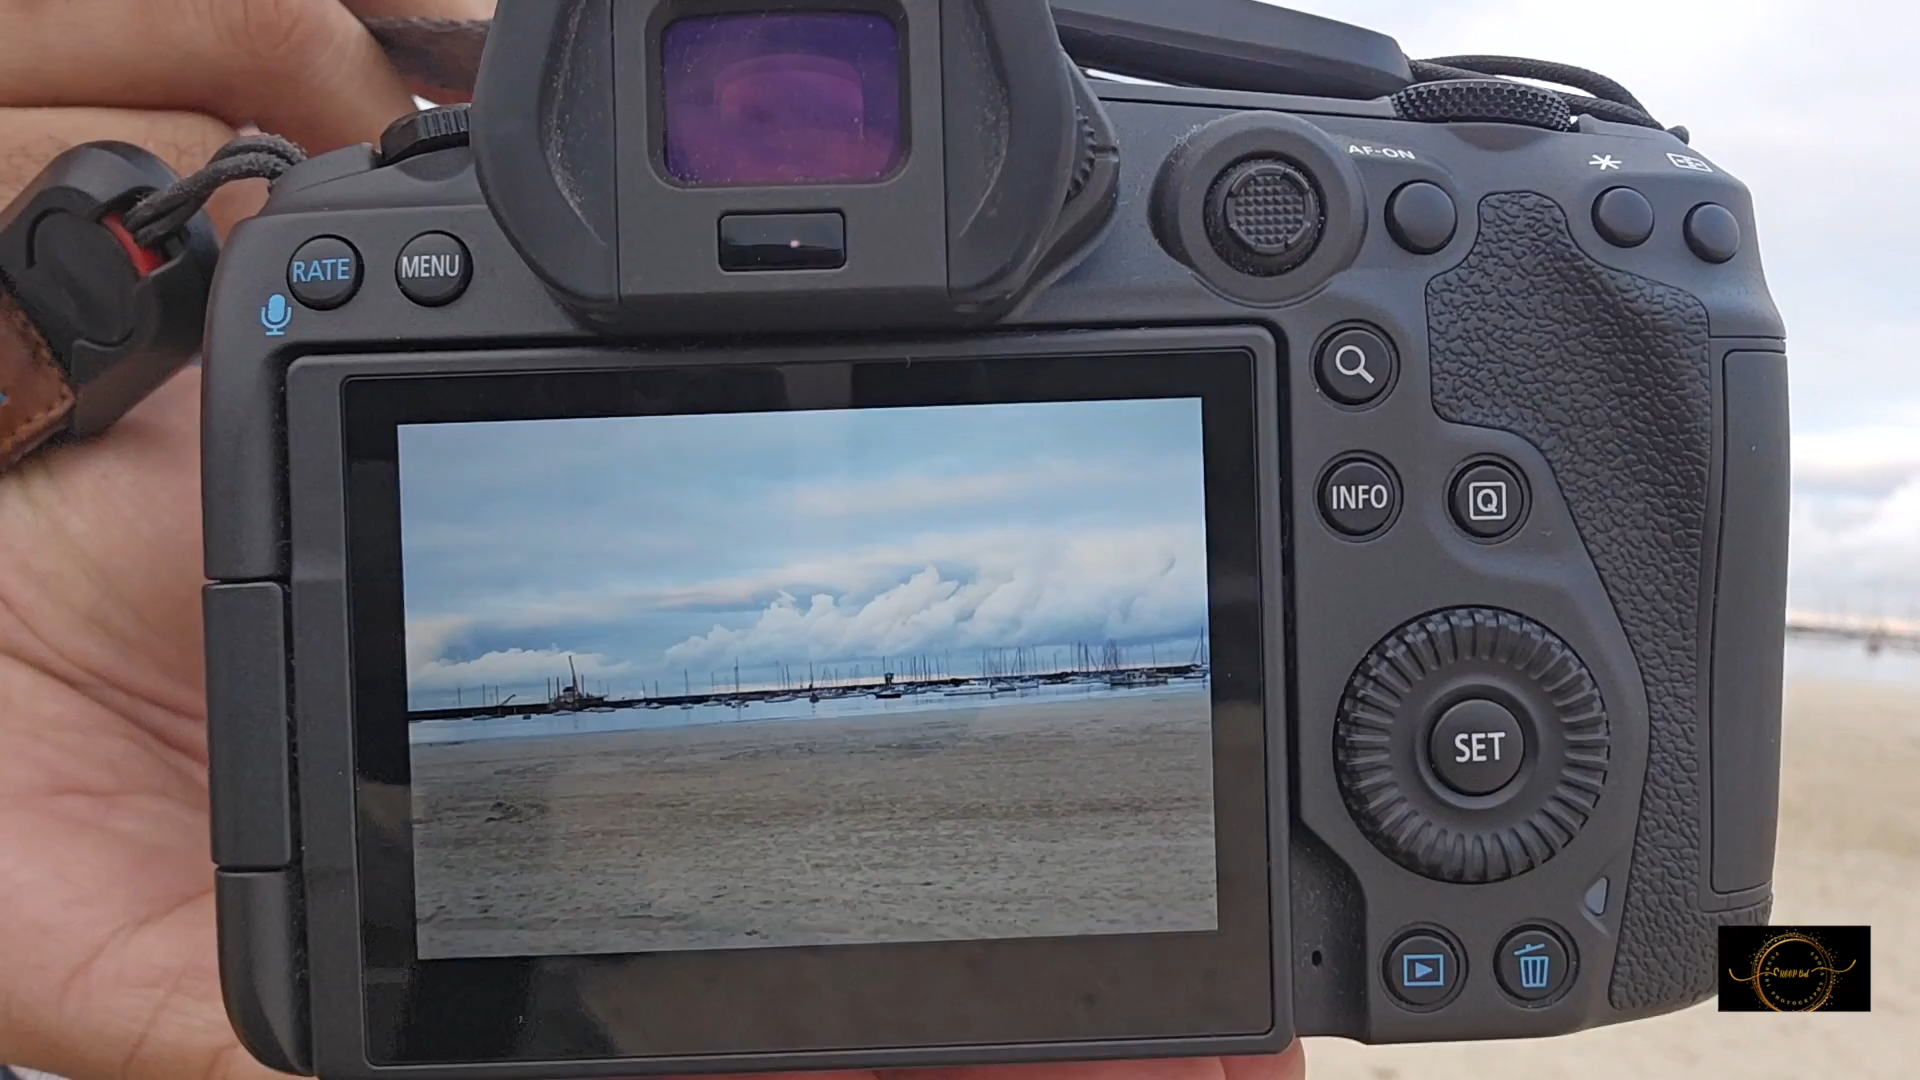 AF-ON
RATE
MENU
INFO
Q
SET